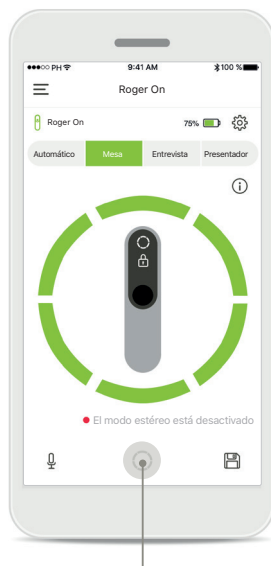 PH 9:41 AM 100 %
Roger On
Roger On 75%
Automático Mesa Entrevista Presentador
El modo estéreo está desactivado